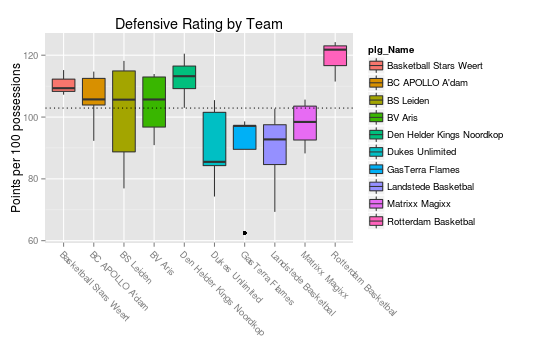 Defensive Rating by Team
Points per 100 possessions
120
100
80
60
Basketball Stars Weert
BC APOLLO A'dam
BS Leiden
BV Aris
Den Helder Kings Noordkop
Dukes Unlimited
GasTerra Flames
Landstede Basketbal
Matrixx Magixx
Rotterdam Basketbal
plg_Name
Basketball Stars Weert
BC APOLLO A'dam
BS Leiden
BV Aris
Den Helder Kings Noordkop
Dukes Unlimited
GasTerra Flames
Landstede Basketbal
Matrixx Magixx
Rotterdam Basketbal